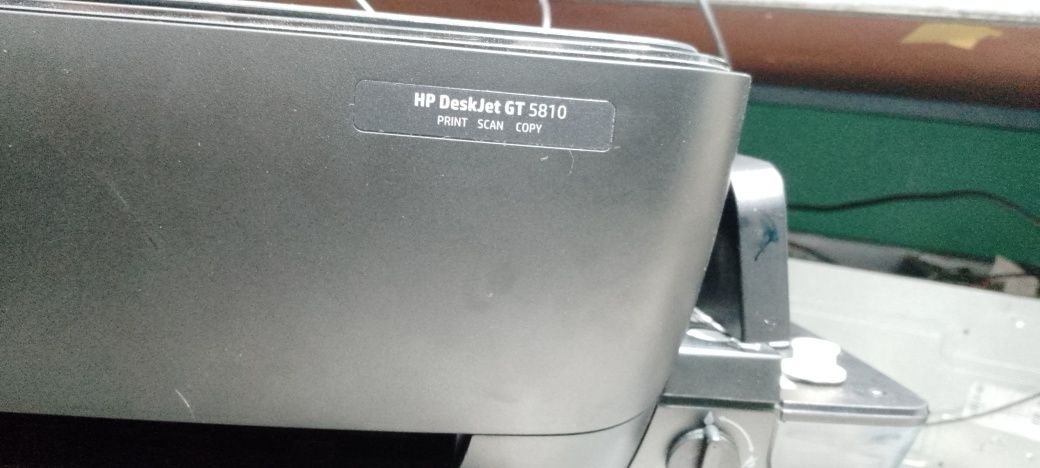 HP DeskJet GT 5810
PRINT SCAN COPY